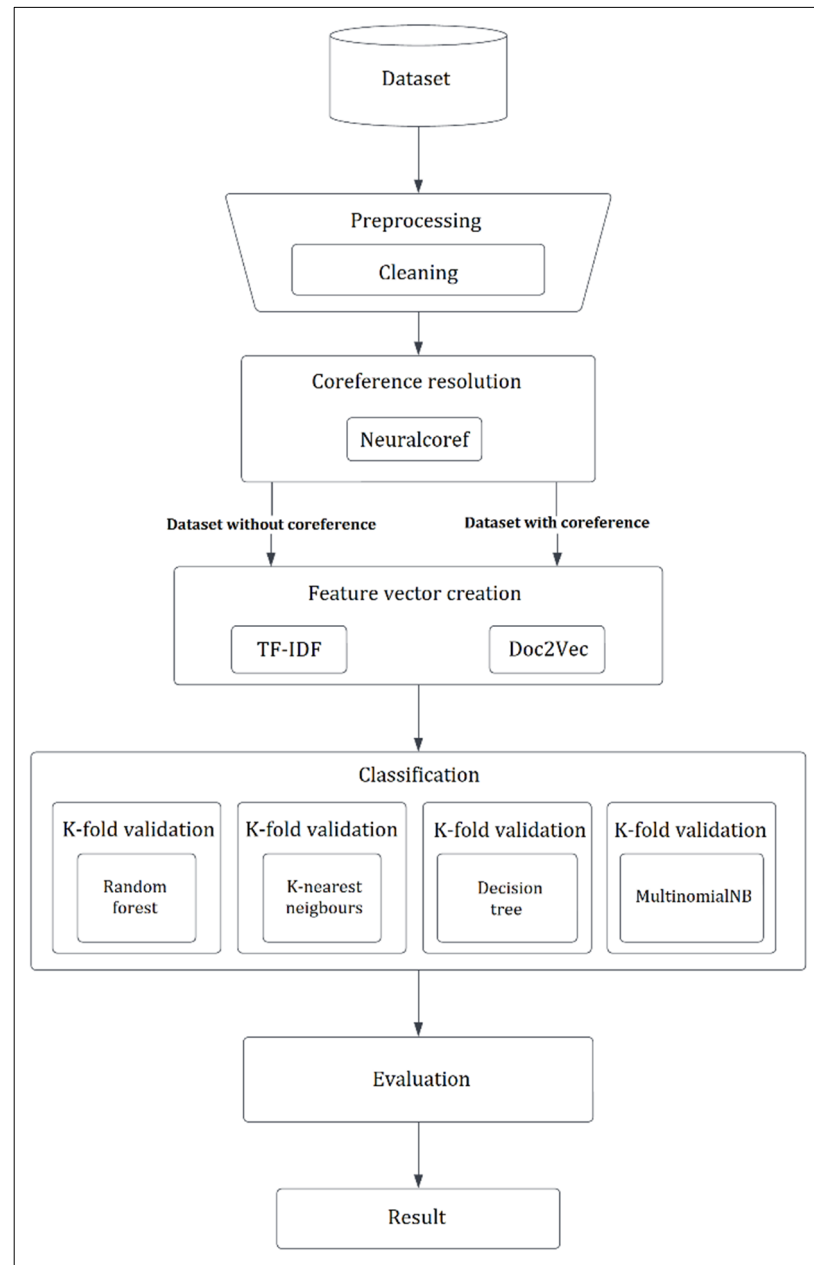 Dataset
Preprocessing
Cleaning
Coreference resolution
Neuralcoref
Dataset without coreference
Dataset with coreference
Feature vector creation
TF-IDF
Doc2Vec
Classification
K-fold validation
Random
forest
K-fold validation
K-nearest
neigbours
K-fold validation
Decision
tree
K-fold validation
MultinomialNB
Evaluation
Result